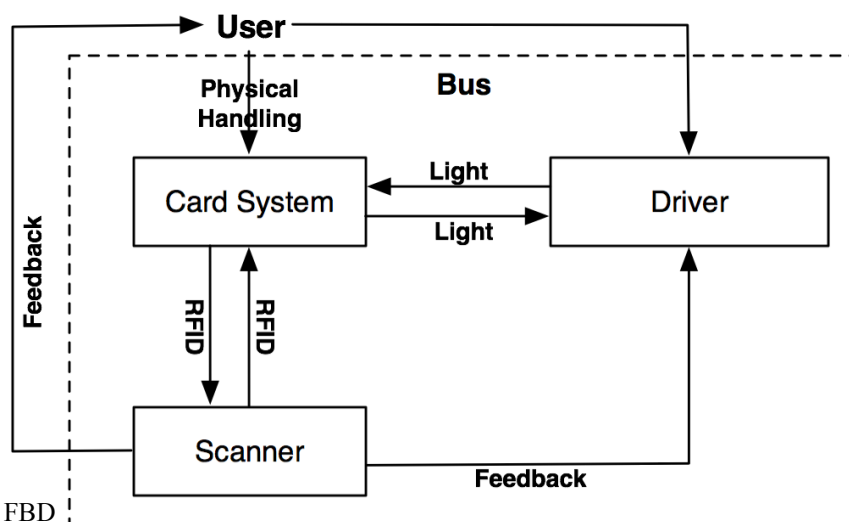 User
Bus
Physical
Handling
Light
Card System
Driver
Light
Feedback
RFID
RFID
Scanner
Feedback
FBD